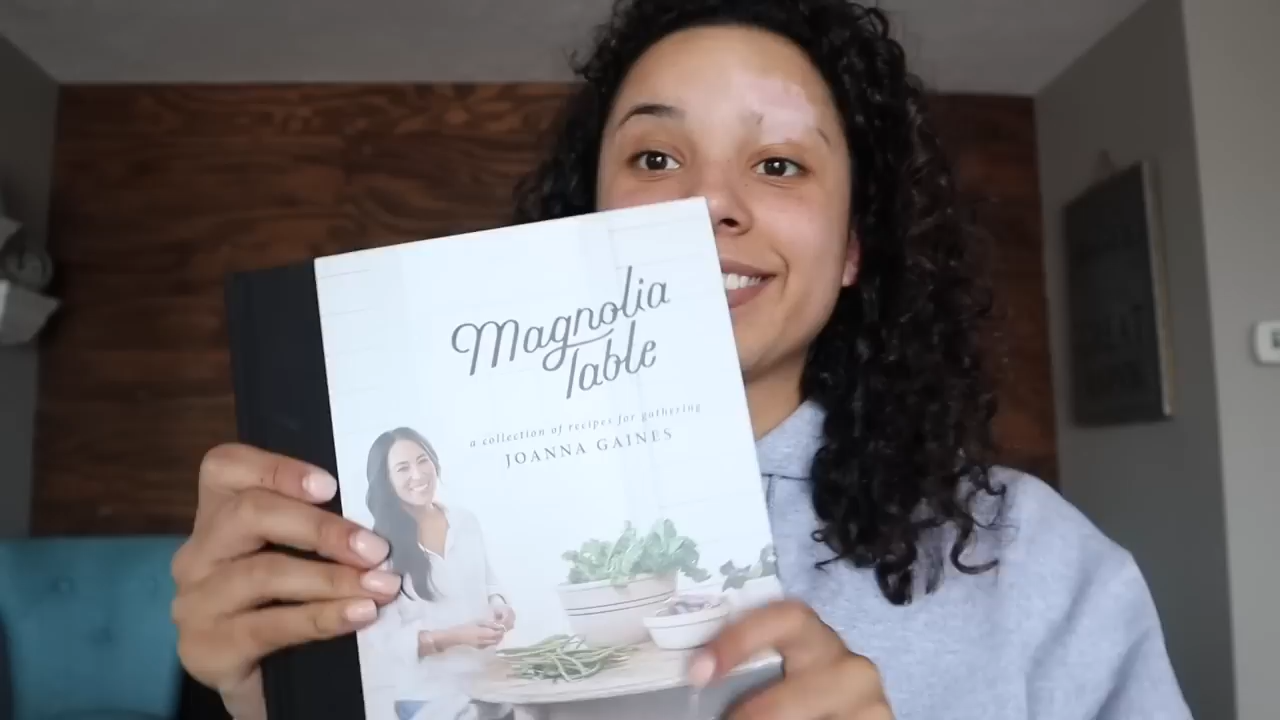 Magnolia
Table
a collection of recipes for gathering
JOANNA GAINES